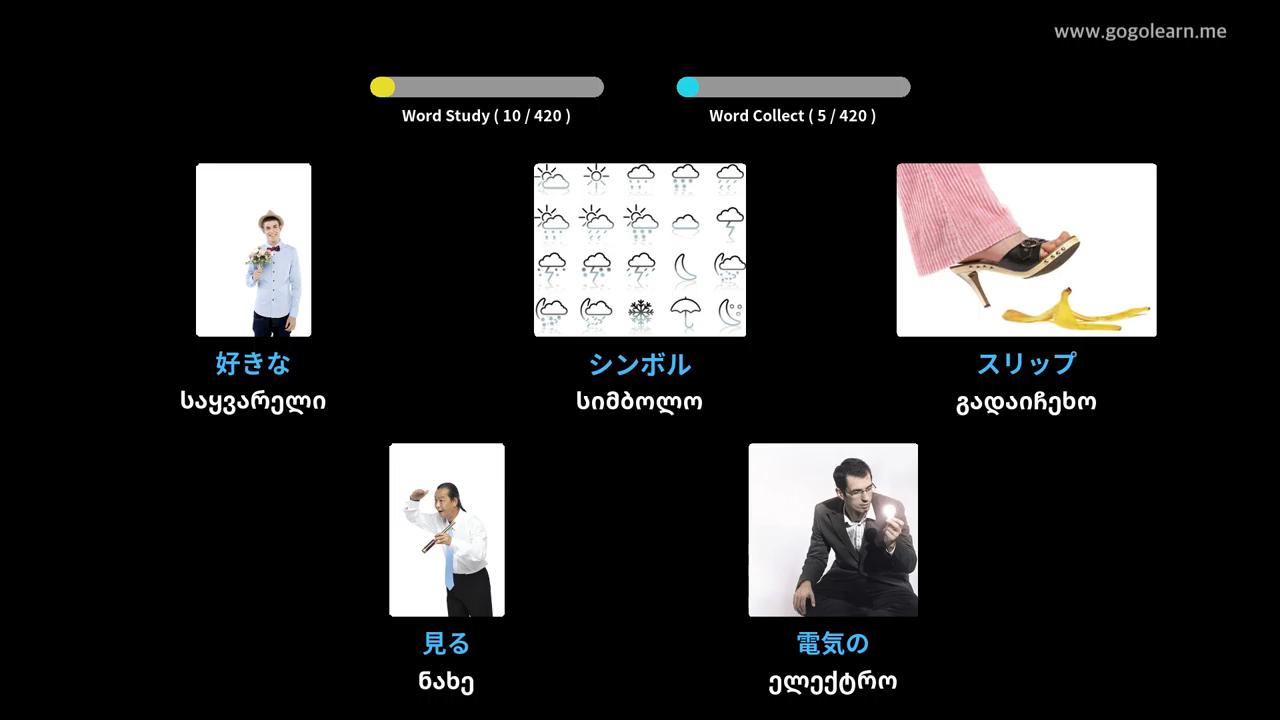 www.gogolearn.me
Word Study ( 10 / 420 )
Word Collect ( 5 / 420 )
好きな
საყვარელი
シンボル
სიმბოლო
スリップ
გადაიჩეხო
見る
ნახე
電気の
ელექტრო